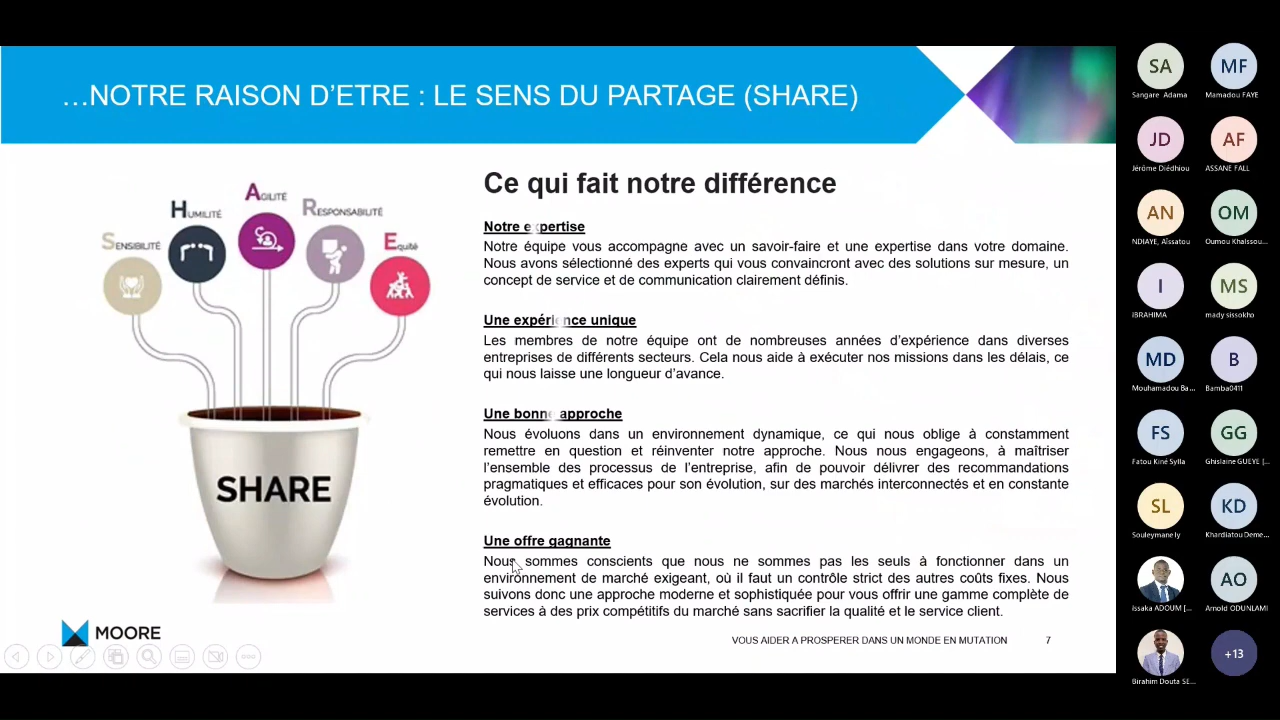 ...NOTRE RAISON D'ETRE : LE SENS DU PARTAGE (SHARE)
SENSIBILITÉ
HUMILITÉ
AGILITÉ
RESPONSABILITÉ
Equité
SHARE
Ce qui fait notre différence
Notre expertise
Notre équipe vous accompagne avec un savoir-faire et une expertise dans votre domaine.
Nous avons sélectionné des experts qui vous convaincront avec des solutions sur mesure, un
concept de service et de communication clairement définis.
Une expérience unique
Les membres de notre équipe ont de nombreuses années d'expérience dans diverses
entreprises de différents secteurs. Cela nous aide à exécuter nos missions dans les délais, ce
qui nous laisse une longueur d'avance.
Une bonne approche
Nous évoluons dans un environnement dynamique, ce qui nous oblige à constamment
remettre en question et réinventer notre approche. Nous nous engageons, à maîtriser
l'ensemble des processus de l'entreprise, afin de pouvoir délivrer des recommandations
pragmatiques et efficaces pour son évolution, sur des marchés interconnectés et en constante
évolution.
Une offre gagnante
Nous sommes conscients que nous ne sommes pas les seuls à fonctionner dans un
environnement de marché exigeant, où il faut un contrôle strict des autres coûts fixes. Nous
suivons donc une approche moderne et sophistiquée pour vous offrir une gamme complète de
services à des prix compétitifs du marché sans sacrifier la qualité et le service client.
MOORE
VOUS AIDER A PROSPERER DANS UN MONDE EN MUTATION 7
SA MF
Sangare Adama Mamadou FAYE
JD AF
Jérôme Diédhiou ASSANE FALL
AN OM
NDIAYE, Aïssatou Oumou Khaïssou...
I MS
IBRAHIMA mady sissokho
MD B
Mouhamadou Ba... Bamba0411
FS GG
Fatou Kiné Sylla Ghislaine GUEYE [...
SL KD
Souleymane ly Khardiatou Deme...
AO
Issaka ADOUM [... Arnold ODUNLAMI
+13
Birahim Douta SE...